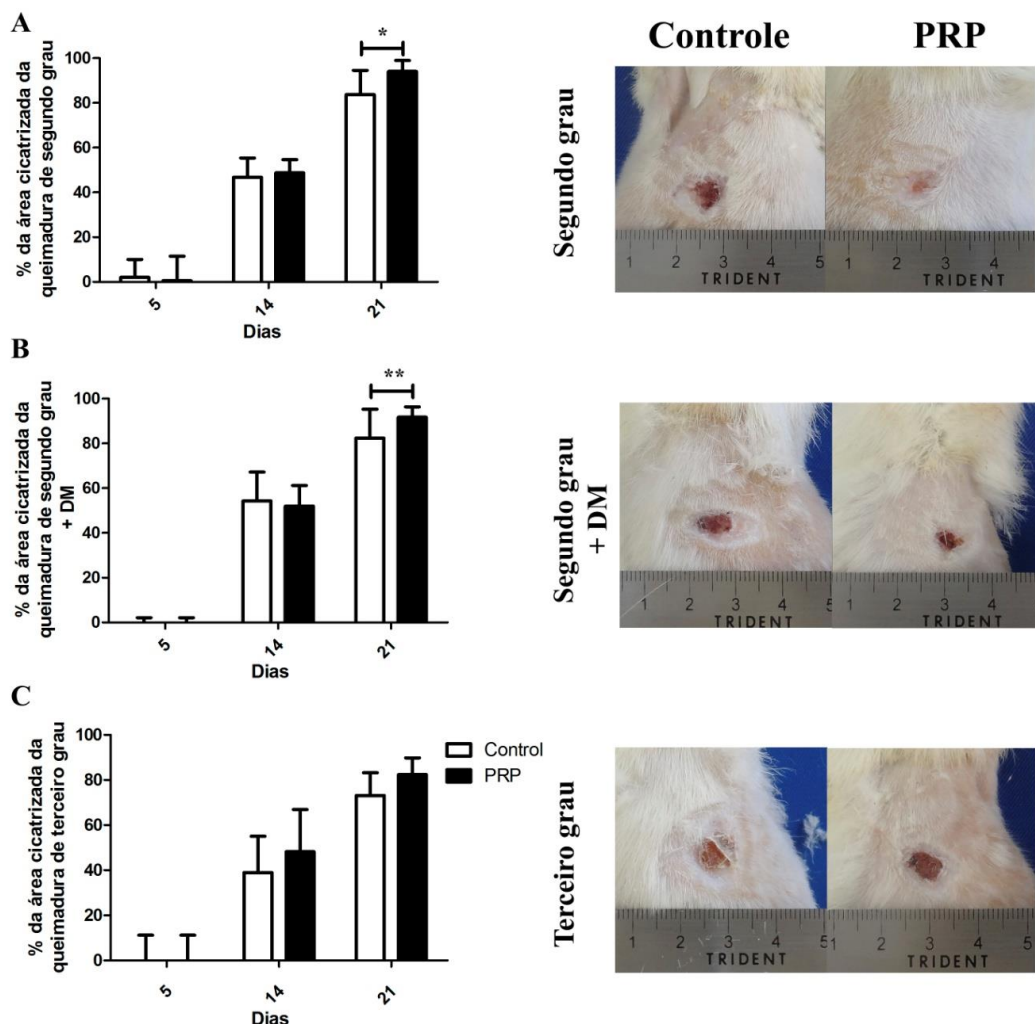 A
% da área cicatrizada da
queimadura de segundo grau
100
80
60
40
20
0
*
5
14
21
Dias
Controle
PRP
Segundo grau
1 2 3 4 5
TRIDENT
1 2 3 4
TRIDENT
B
% da área cicatrizada da
queimadura de segundo grau
+ DM
100
80
60
40
20
0
**
5
14
21
Dias
Segundo grau
+ DM
1 2 3 4 5
TRIDENT
1 2 3 4
TRIDENT
C
% da área cicatrizada da
queimadura de terceiro grau
100
80
60
40
20
0
5
14
21
Dias
Control
PRP
Terceiro grau
1 2 3 4 5
TRIDENT
1 2 3 4 5
TRIDENT